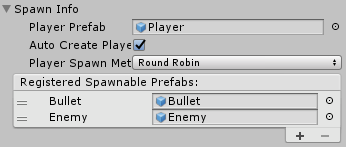 Spawn Info
Player Prefab Player
Auto Create Playe
Player Spawn Met Round Robin
Registered Spawnable Prefabs:
Bullet Bullet
Enemy Enemy